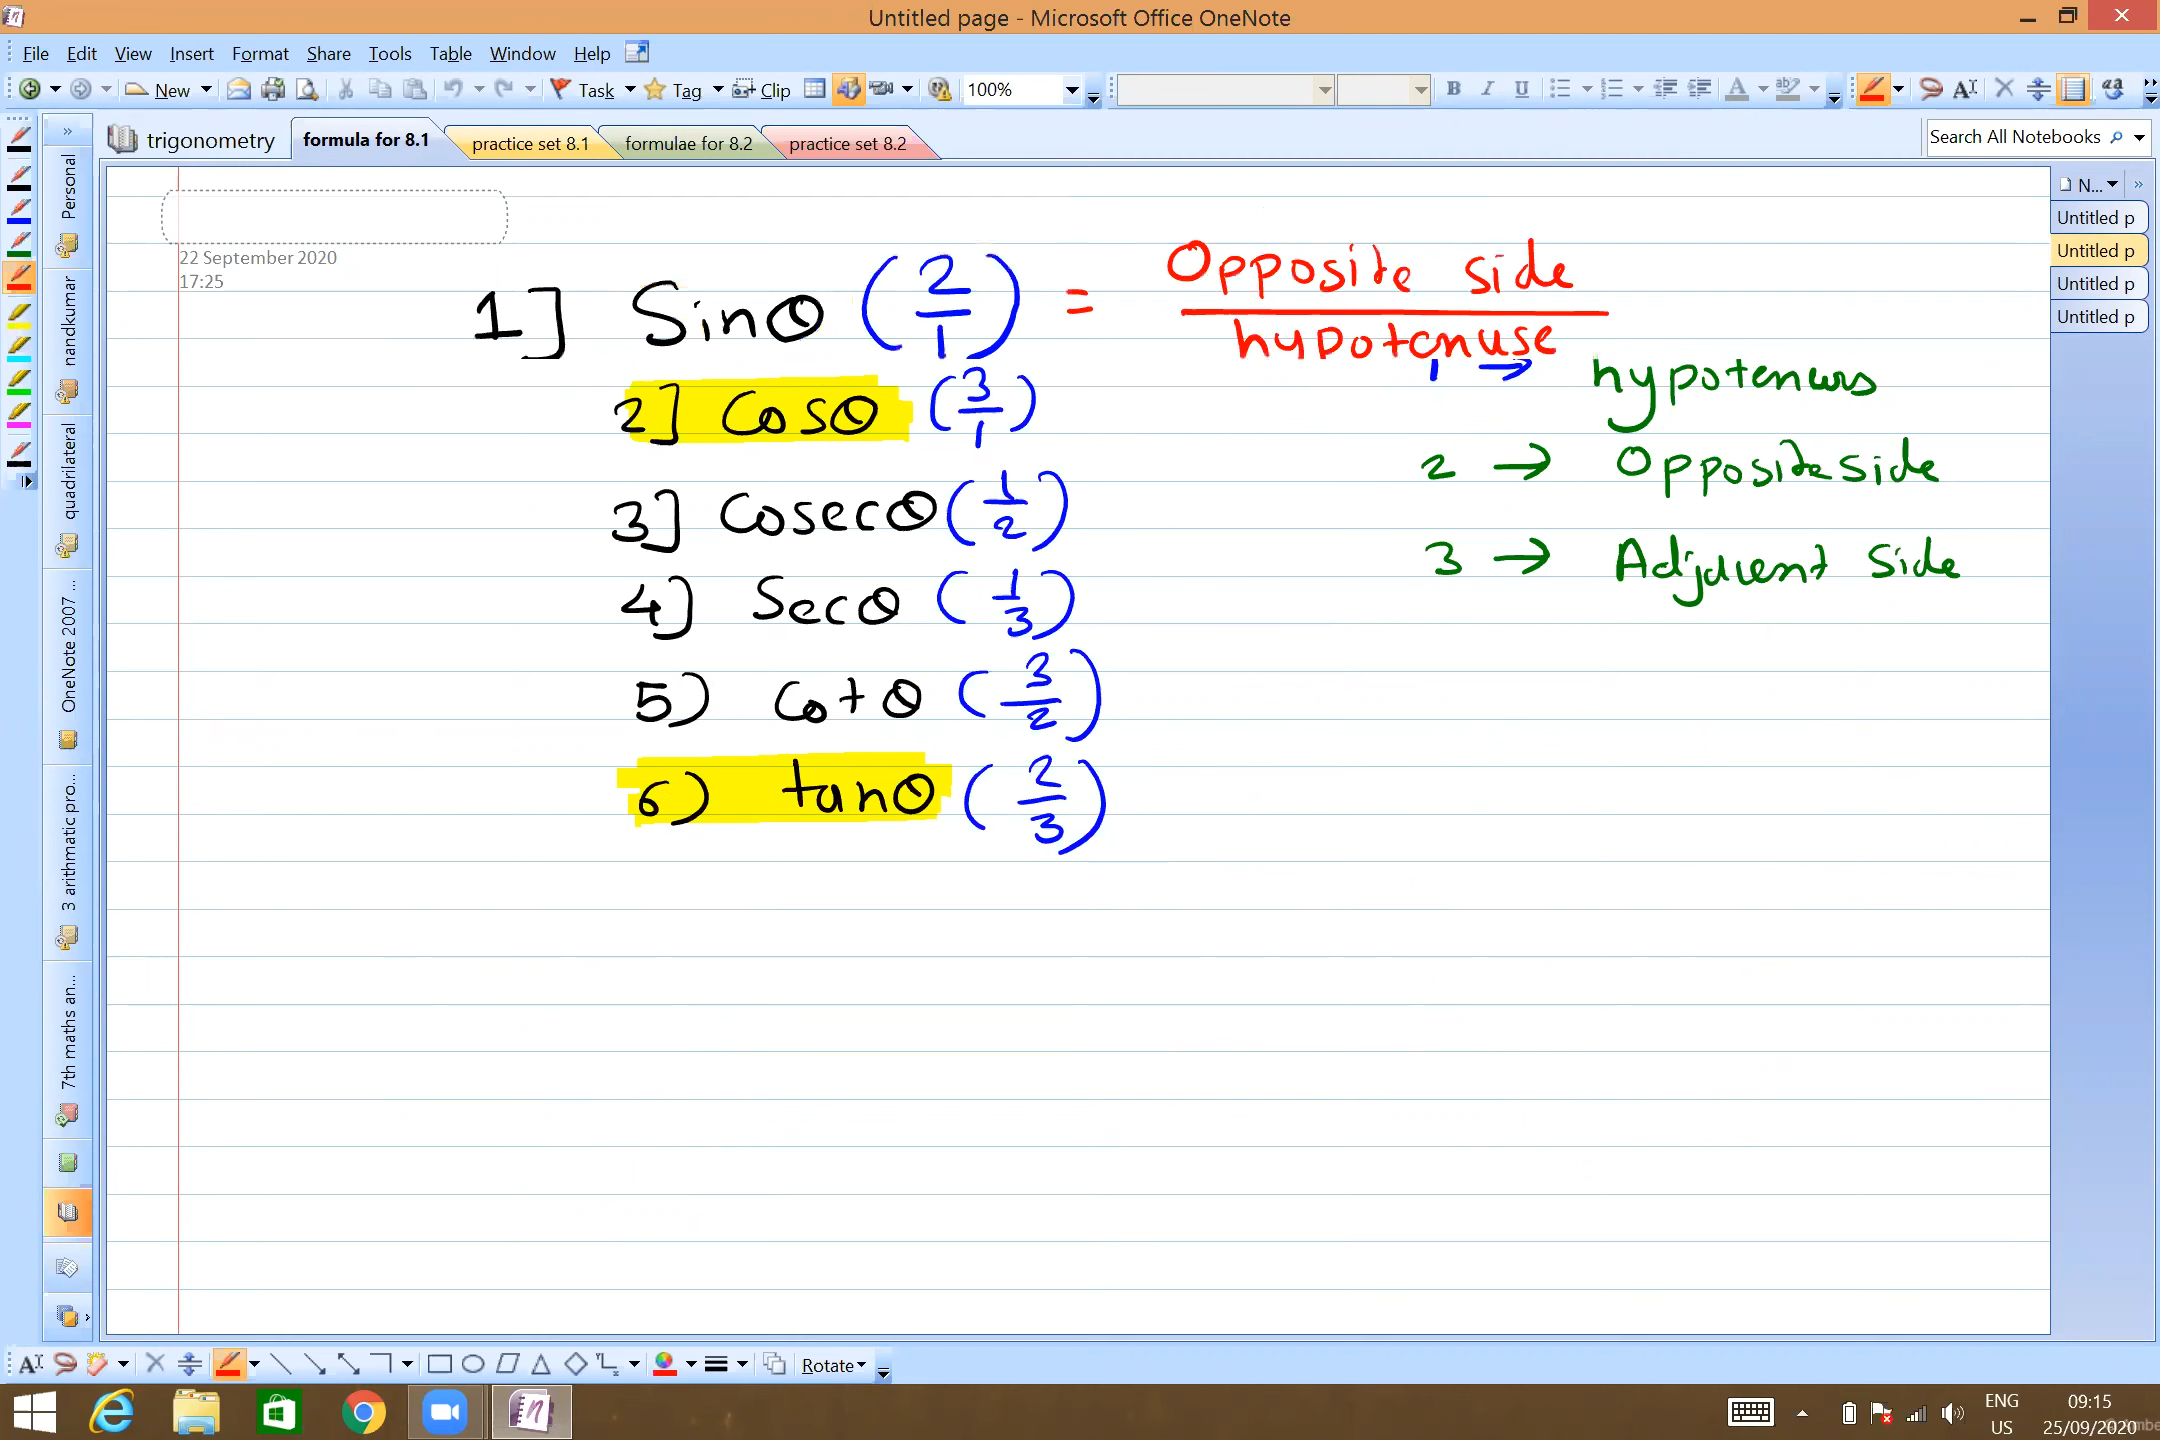 Untitled page - Microsoft Office OneNote
File Edit View Insert Format Share Tools Table Window Help
New Task Tag Clip 100% B I U A
trigonometry formula for 8.1 practice set 8.1 formulae for 8.2 practice set 8.2 Search All Notebooks
N...
Untitled p
Untitled p
Untitled p
Untitled p
Personal
nandkumar
quadrilateral
OneNote 2007 ...
3 arithmatic pro...
7th maths an...
22 September 2020
17:25
1] Sinθ (2/1) = Opposite side / hypotenuse
1 → hypotenus
2] Cosθ (3/1)
2 → Opposite side
3] Cosecθ (1/2)
3 → Adjacent Side
4] Secθ (1/3)
5) Cotθ (3/2)
6) tanθ (2/3)
Rotate
ENG 09:15
US 25/09/2020